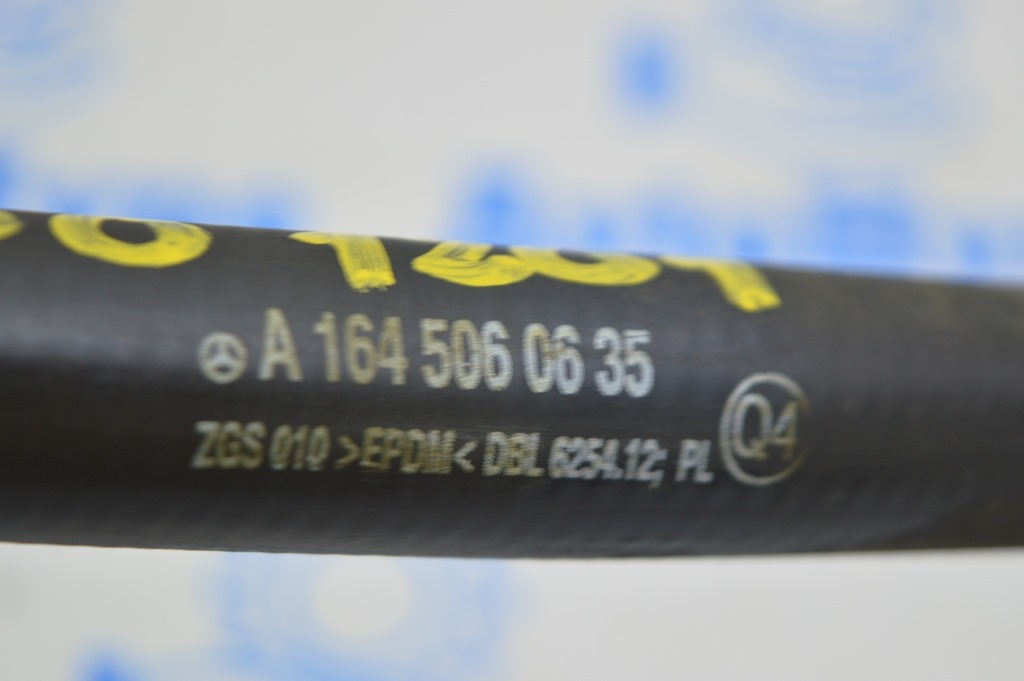 A 164 506 06 35
ZGS 010 >EPDM< DBL 6254.12; PL
Q4